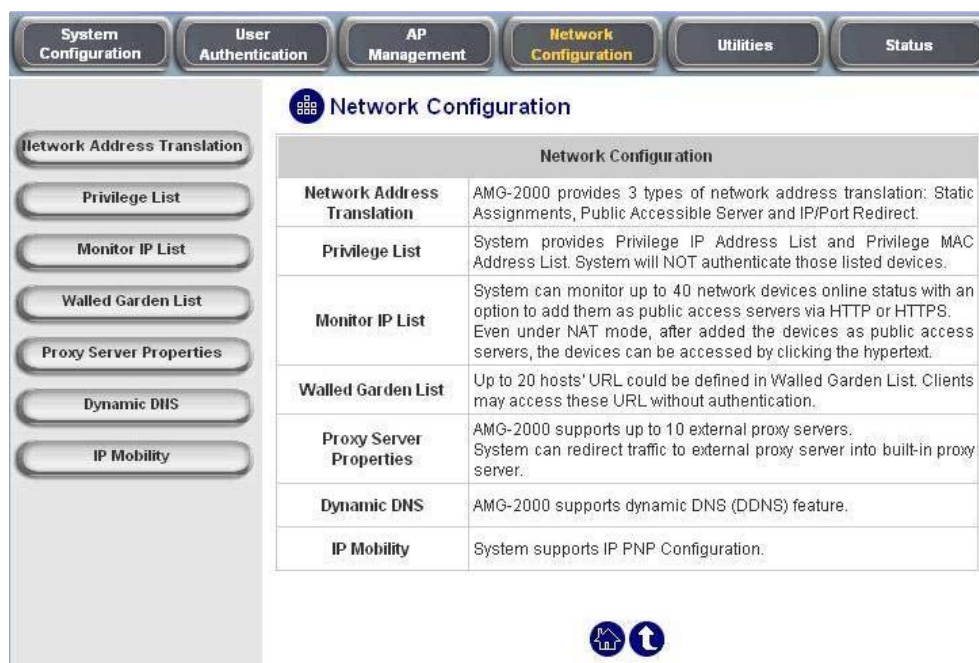 System Configuration
User Authentication
AP Management
Network Configuration
Utilities
Status
Network Address Translation
Privilege List
Monitor IP List
Walled Garden List
Proxy Server Properties
Dynamic DNS
IP Mobility
Network Configuration
Network Configuration
Network Address Translation
AMG-2000 provides 3 types of network address translation: Static
Assignments, Public Accessible Server and IP/Port Redirect.
Privilege List
System provides Privilege IP Address List and Privilege MAC
Address List. System will NOT authenticate those listed devices.
Monitor IP List
System can monitor up to 40 network devices online status with an
option to add them as public access servers via HTTP or HTTPS.
Even under NAT mode, after added the devices as public access
servers, the devices can be accessed by clicking the hypertext.
Walled Garden List
Up to 20 hosts' URL could be defined in Walled Garden List. Clients
may access these URL without authentication.
Proxy Server Properties
AMG-2000 supports up to 10 external proxy servers.
System can redirect traffic to external proxy server into built-in proxy
server.
Dynamic DNS
AMG-2000 supports dynamic DNS (DDNS) feature.
IP Mobility
System supports IP PNP Configuration.